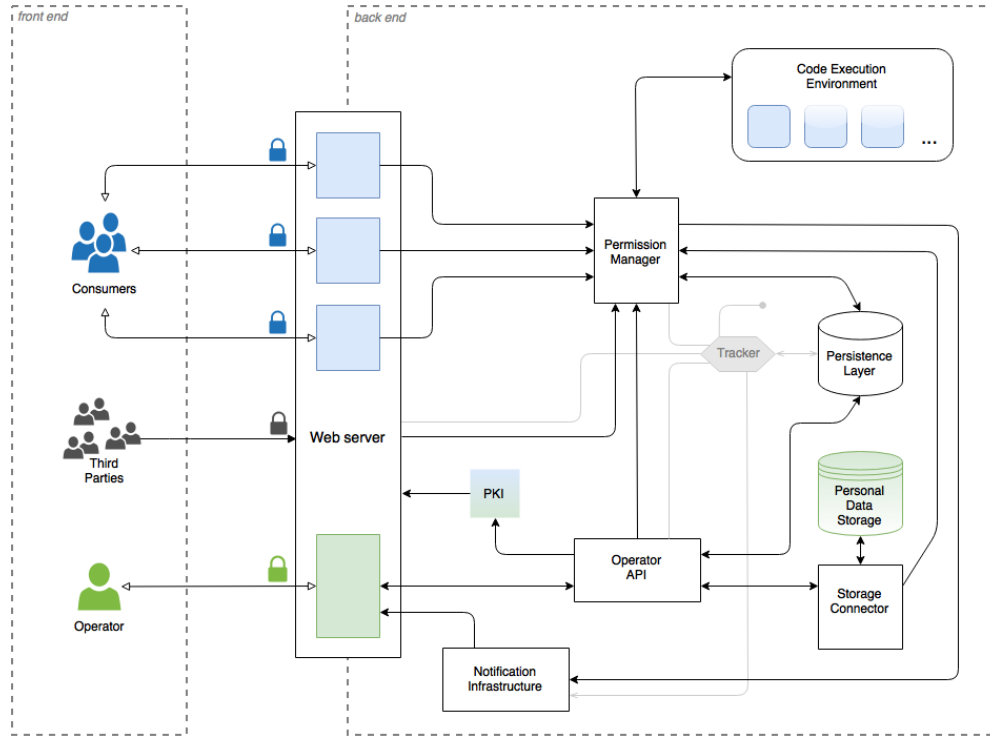 front end
back end
Code Execution
Environment
...
Permission
Manager
Consumers
Tracker
Persistence
Layer
Web server
Third
Parties
PKI
Personal
Data
Storage
Operator
API
Storage
Connector
Operator
Notification
Infrastructure